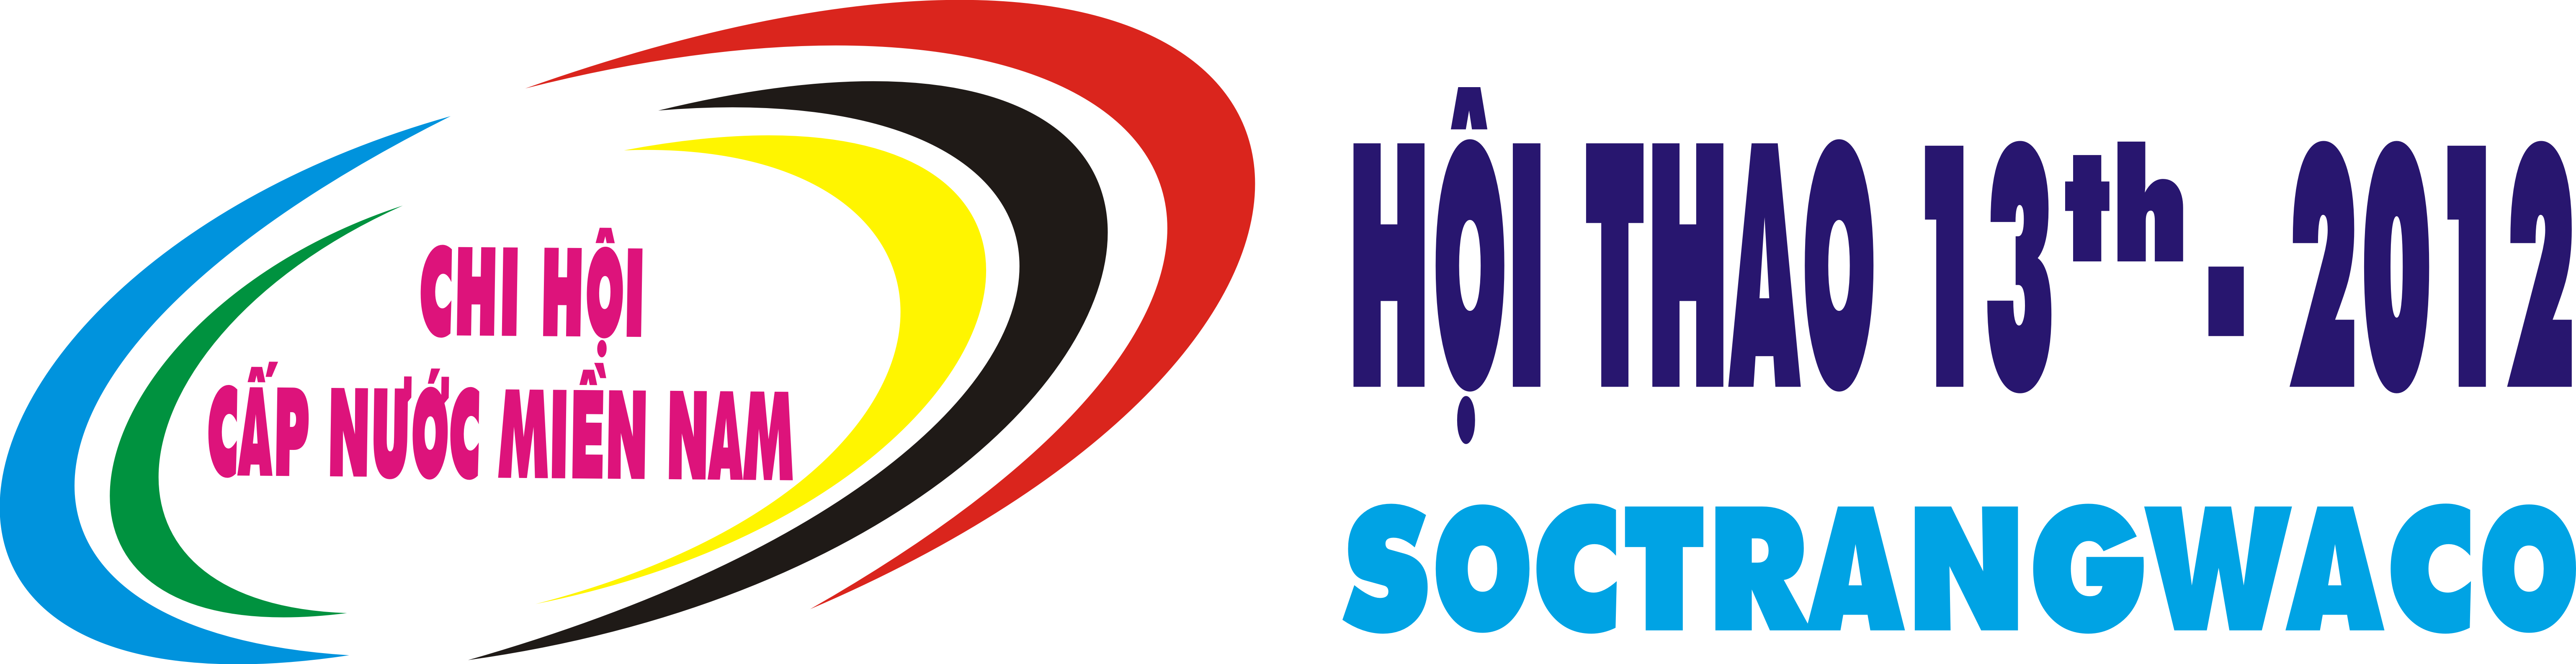 CHI HỘI
CẤP NƯỚC MIỀN NAM
HỘI THAO 13th - 2012
SOCTRANGWACO